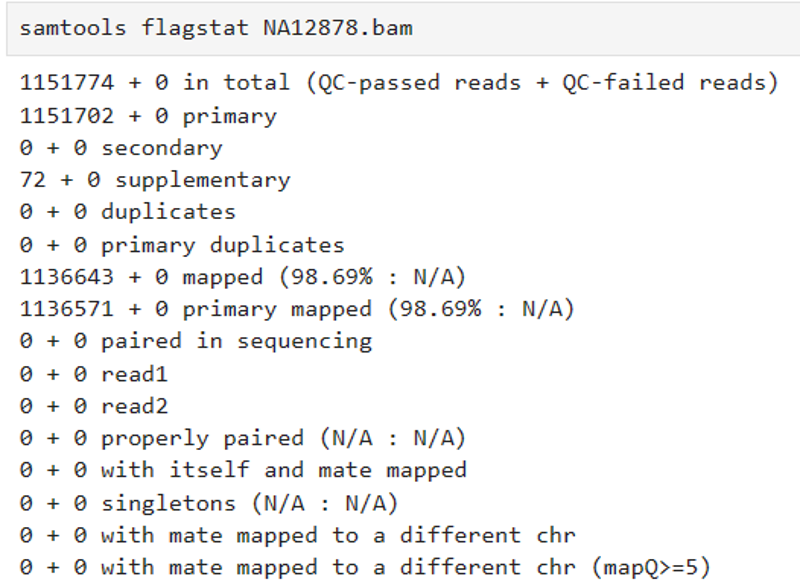 samtools flagstat NA12878.bam
1151774 + 0 in total (QC-passed reads + QC-failed reads)
1151702 + 0 primary
0 + 0 secondary
72 + 0 supplementary
0 + 0 duplicates
0 + 0 primary duplicates
1136643 + 0 mapped (98.69% : N/A)
1136571 + 0 primary mapped (98.69% : N/A)
0 + 0 paired in sequencing
0 + 0 read1
0 + 0 read2
0 + 0 properly paired (N/A : N/A)
0 + 0 with itself and mate mapped
0 + 0 singletons (N/A : N/A)
0 + 0 with mate mapped to a different chr
0 + 0 with mate mapped to a different chr (mapQ>=5)